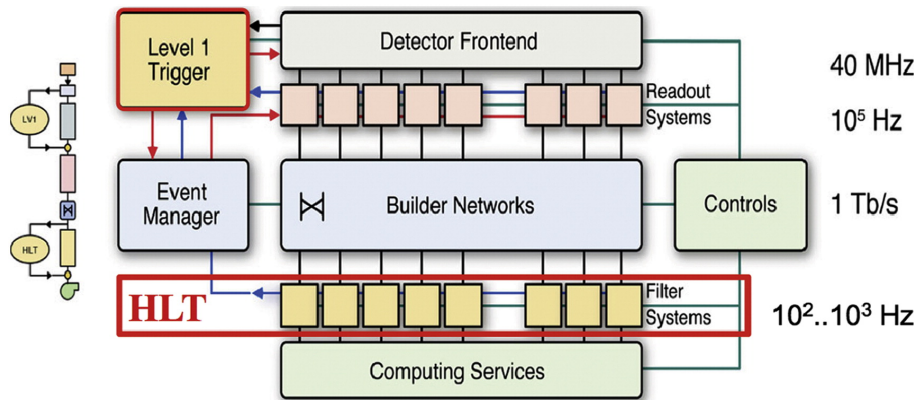 Level 1
Trigger
Detector Frontend
40 MHz
Readout
Systems
10⁵ Hz
LV1
Event
Manager
Builder Networks
Controls
1 Tb/s
HLT
HLT
Filter
Systems
10²..10³ Hz
Computing Services